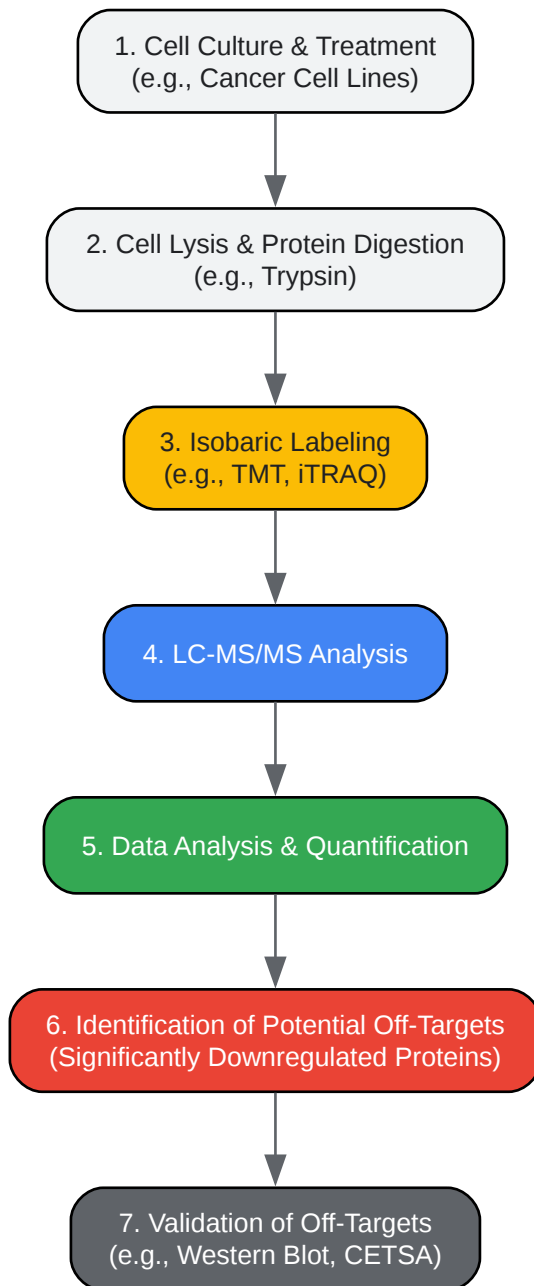 1. Cell Culture & Treatment
(e.g., Cancer Cell Lines)
2. Cell Lysis & Protein Digestion
(e.g., Trypsin)
3. Isobaric Labeling
(e.g., TMT, iTRAQ)
4. LC-MS/MS Analysis
5. Data Analysis & Quantification
6. Identification of Potential Off-Targets
(Significantly Downregulated Proteins)
7. Validation of Off-Targets
(e.g., Western Blot, CETSA)